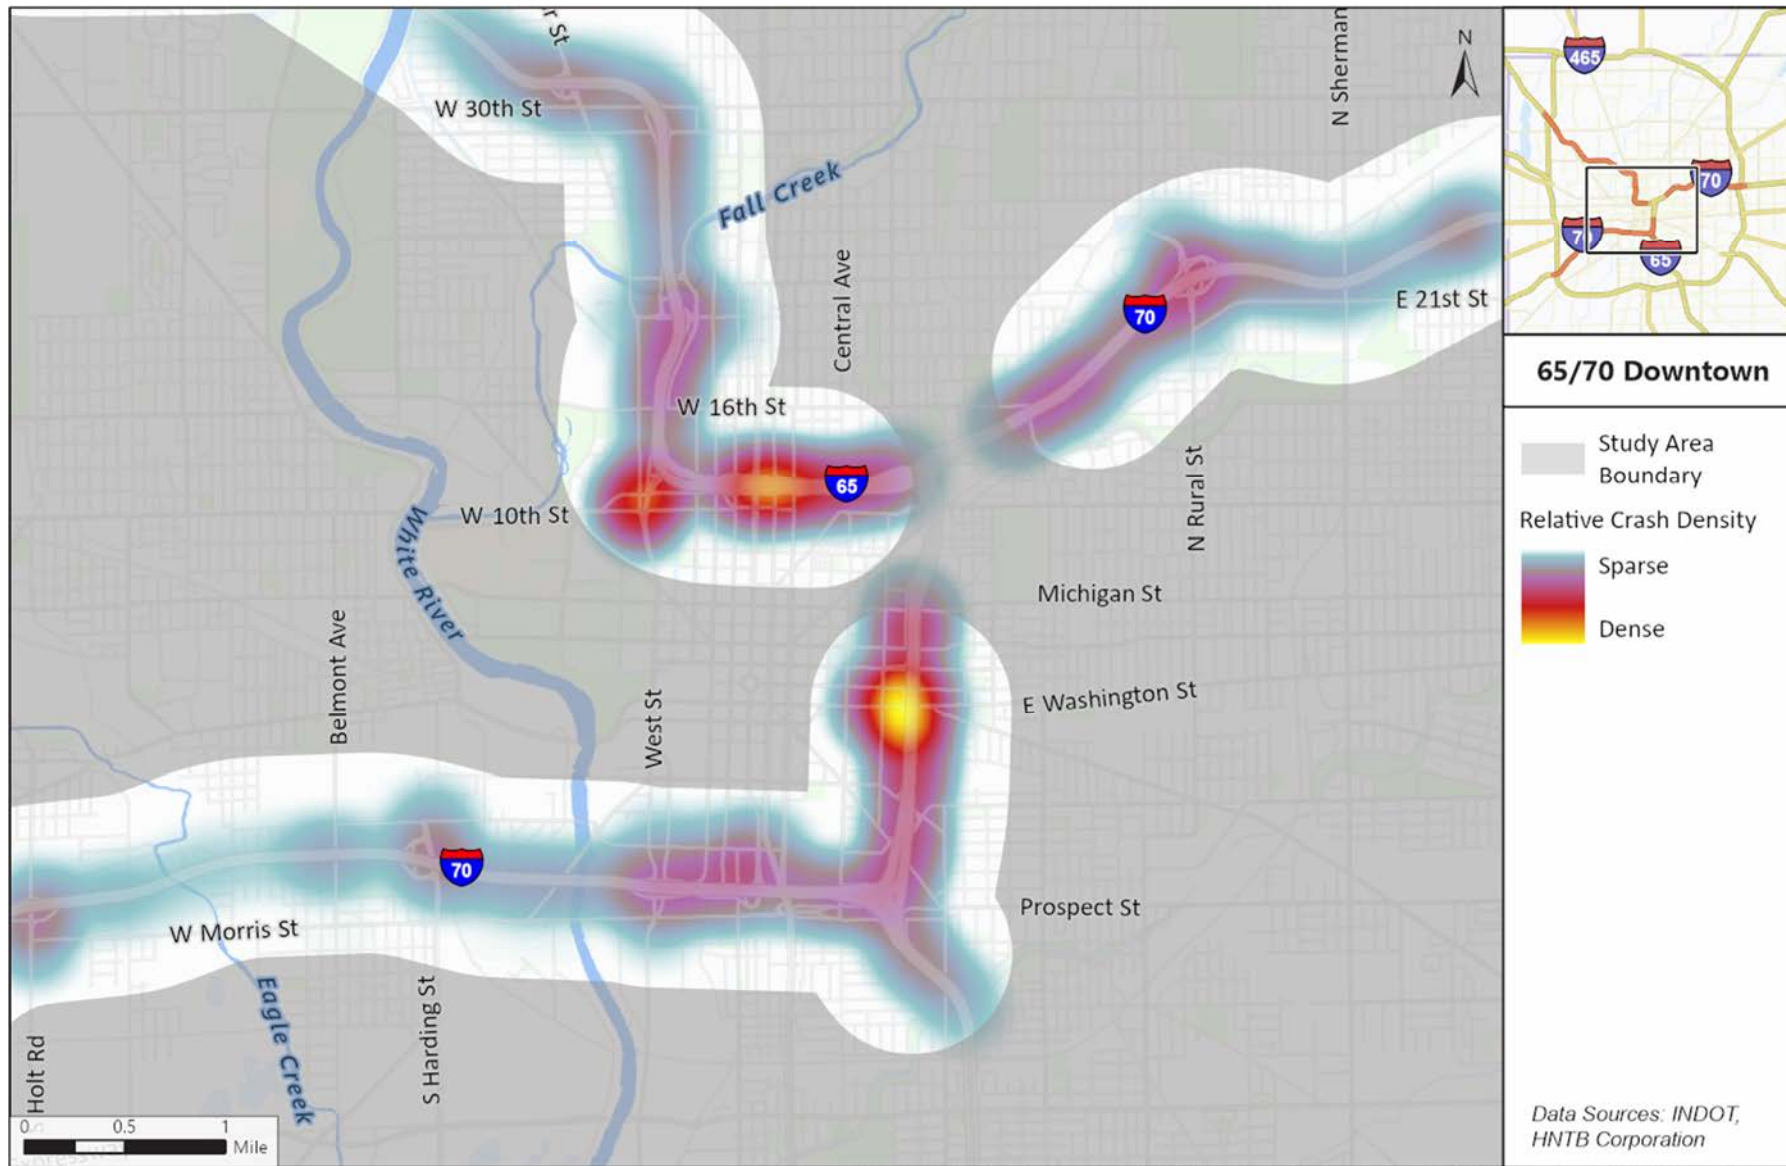 r St
N Sherman
N
W 30th St
Fall Creek
Central Ave
70
E 21st St
W 16th St
65
W 10th St
N Rural St
White River
Michigan St
Belmont Ave
West St
E Washington St
70
Prospect St
W Morris St
Eagle Creek
S Harding St
Holt Rd
0 0.5 1
Mile
465
70
65
65/70 Downtown
Study Area
Boundary
Relative Crash Density
Sparse
Dense
Data Sources: INDOT,
HNTB Corporation